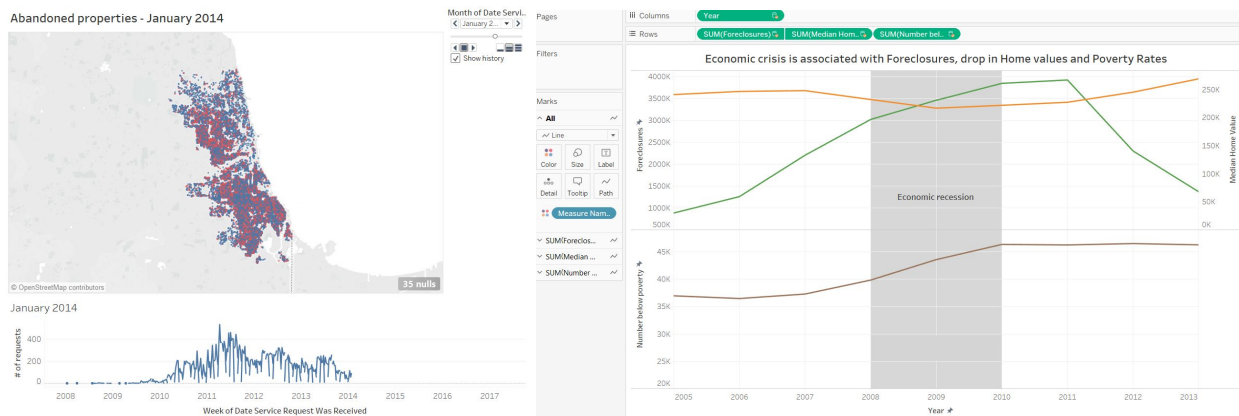 Abandoned properties - January 2014
Month of Date Servi..
January 2...
Show history
© OpenStreetMap contributors
35 nulls
January 2014
# of requests
400
200
0
2008 2009 2010 2011 2012 2013 2014 2015 2016 2017
Week of Date Service Request Was Received
Pages
Filters
Marks
All
Line
Color Size Label
Detail Tooltip Path
Measure Nam..
SUM(Foreclos...
SUM(Median ...
SUM(Number ...
Columns Year
Rows SUM(Foreclosures) SUM(Median Hom.. SUM(Number bel..
Economic crisis is associated with Foreclosures, drop in Home values and Poverty Rates
Foreclosures
4000K
3500K
3000K
2500K
2000K
1500K
1000K
500K
250K
200K
150K
100K
50K
0K
Median Home Value
Economic recession
Number below poverty
45K
40K
35K
30K
25K
20K
2005 2006 2007 2008 2009 2010 2011 2012 2013
Year